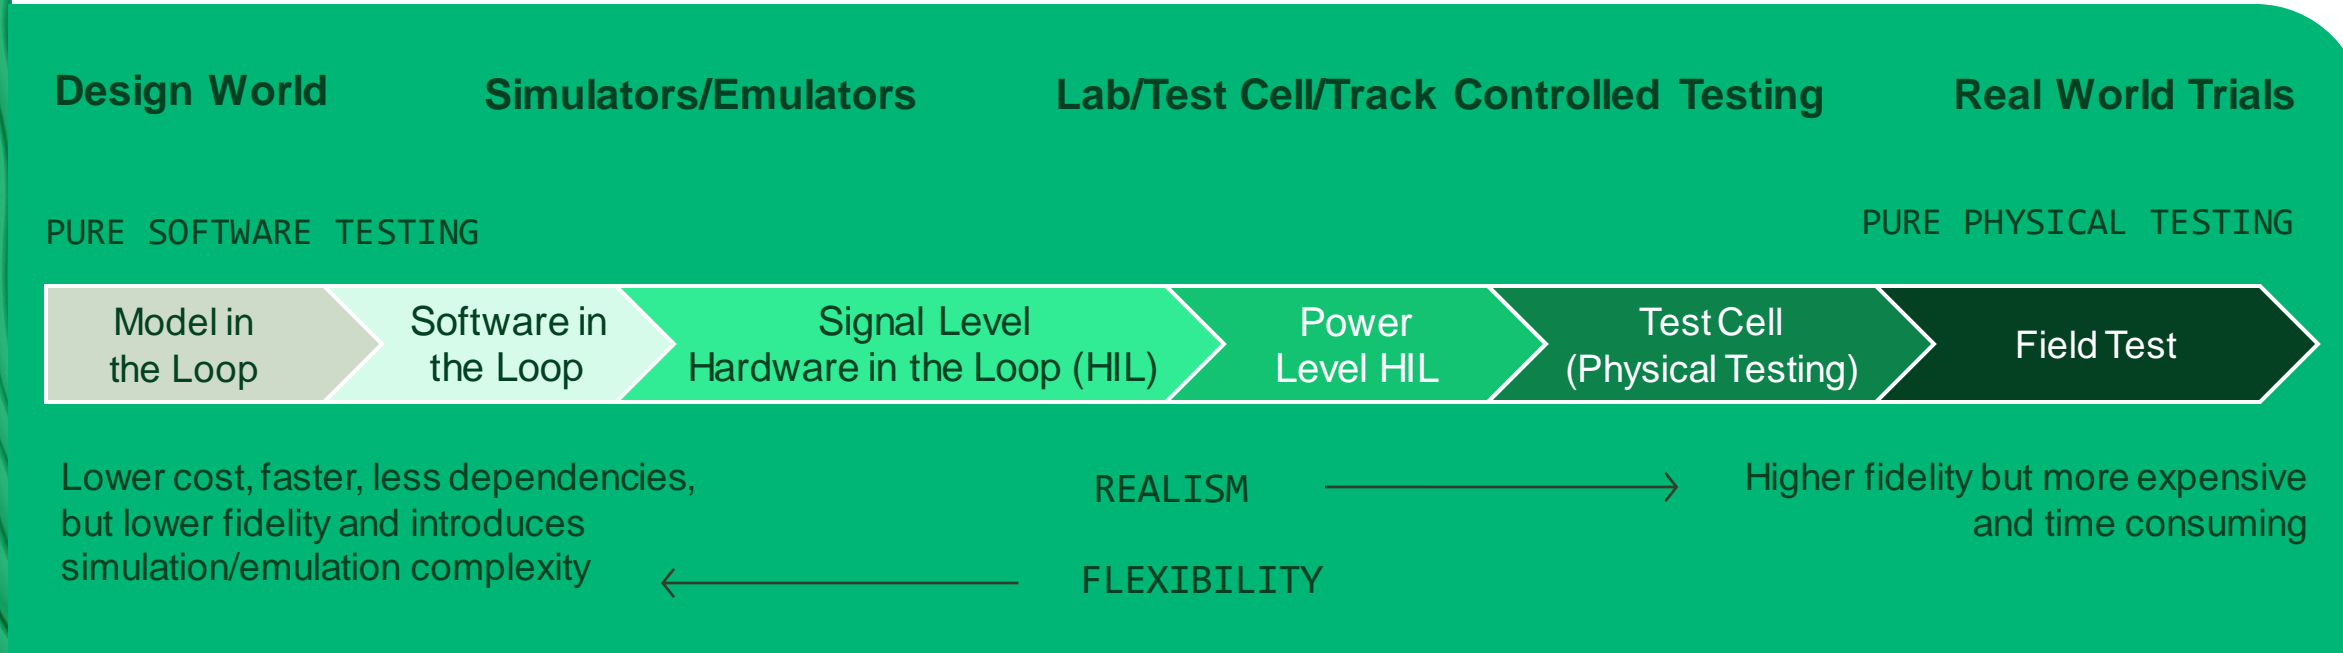 Design World
Simulators/Emulators
Lab/Test Cell/Track Controlled Testing
Real World Trials
PURE SOFTWARE TESTING
PURE PHYSICAL TESTING
Model in
the Loop
Software in
the Loop
Signal Level
Hardware in the Loop (HIL)
Power
Level HIL
Test Cell
(Physical Testing)
Field Test
Lower cost, faster, less dependencies,
but lower fidelity and introduces
simulation/emulation complexity
REALISM
FLEXIBILITY
Higher fidelity but more expensive
and time consuming